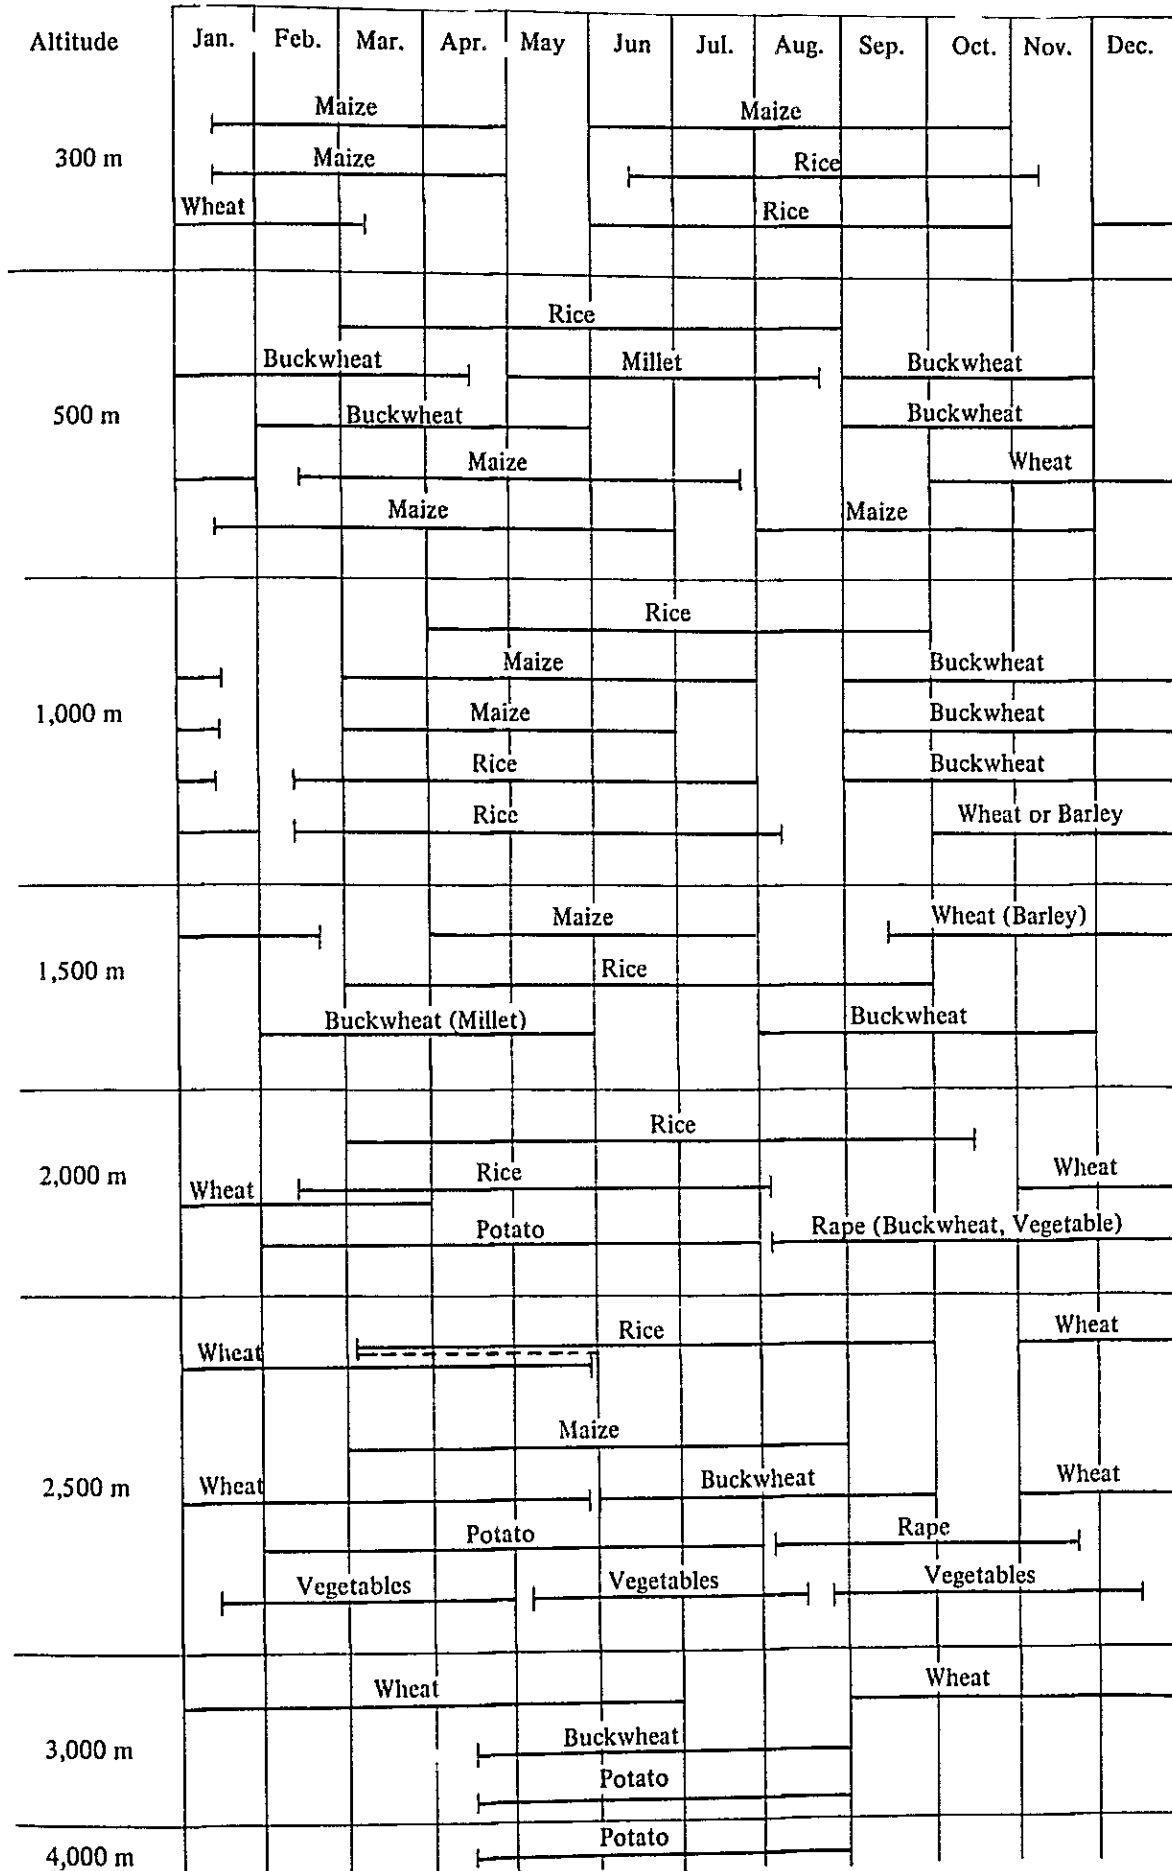 Altitude Jan. Feb. Mar. Apr. May Jun Jul. Aug. Sep. Oct. Nov. Dec.
Maize Maize
300 m
Maize Rice
Wheat Rice
Rice
Buckwheat Millet Buckwheat
500 m
Buckwheat Buckwheat
Maize Wheat
Maize Maize
Rice
Maize Buckwheat
1,000 m
Maize Buckwheat
Rice Buckwheat
Rice Wheat or Barley
Maize Wheat (Barley)
1,500 m
Rice
Buckwheat (Millet) Buckwheat
Rice
2,000 m
Rice Wheat
Wheat
Potato Rape (Buckwheat, Vegetable)
Rice Wheat
Wheat
Maize
2,500 m
Wheat Buckwheat Wheat
Potato Rape
Vegetables Vegetables Vegetables
Wheat Wheat
3,000 m
Buckwheat
Potato
Potato
4,000 m